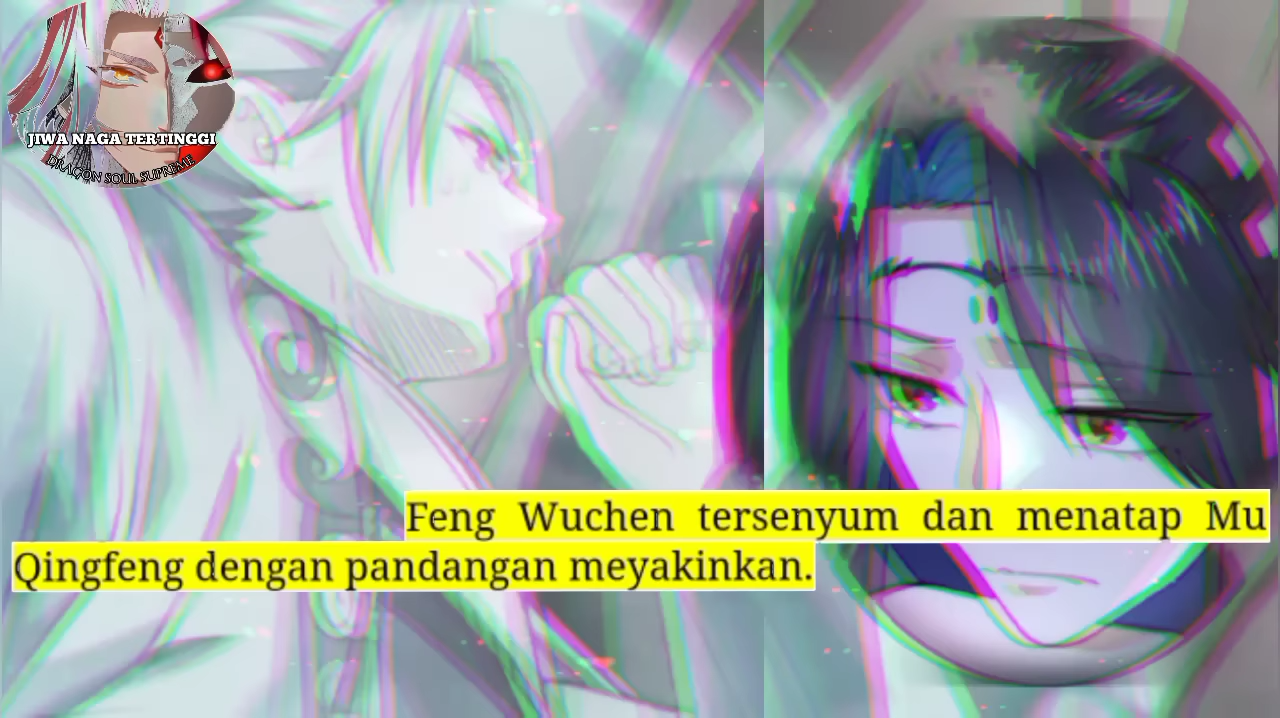 JIWA NAGA TERTINGGI
DRAGON SOUL SUPREME
Feng Wuchen tersenyum dan menatap Mu
Qingfeng dengan pandangan meyakinkan.